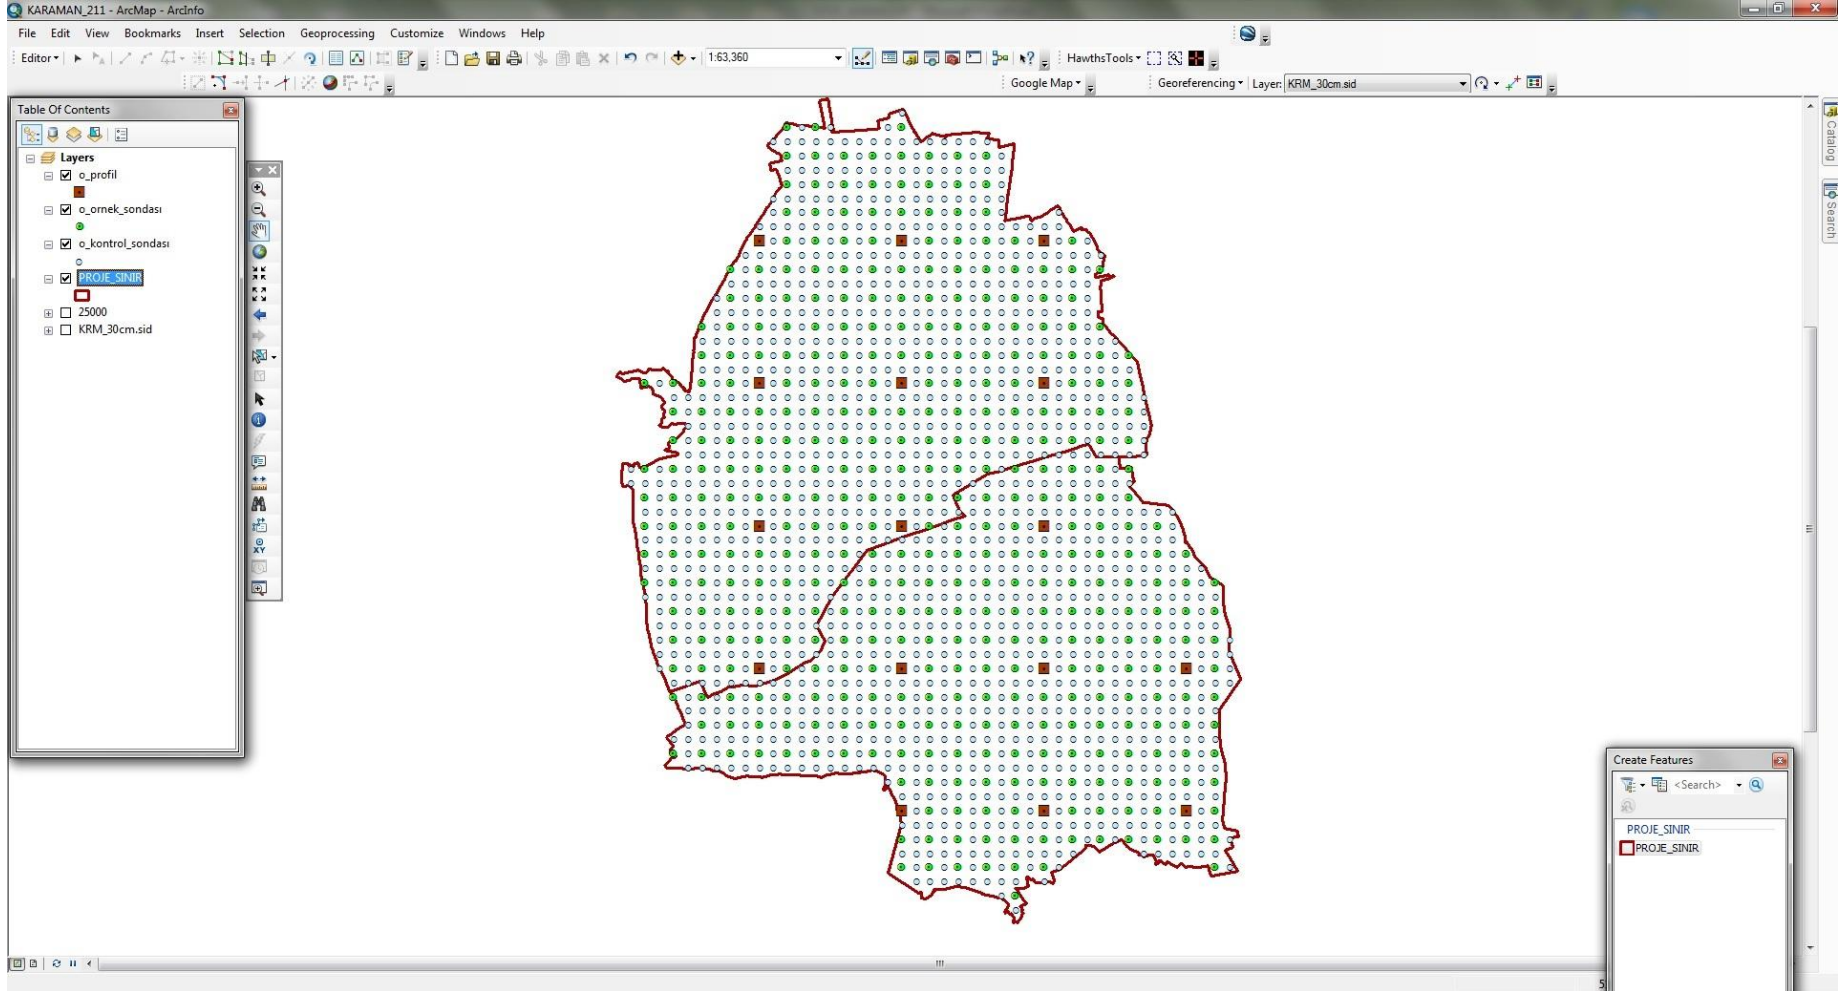 KARAMAN_211 - ArcMap - ArcInfo
File Edit View Bookmarks Insert Selection Geoprocessing Customize Windows Help
Editor 1:63,360 HawthsTools
Google Map Georeferencing Layer: KRM_30cm.sid
Table Of Contents
Layers
o_profil
o_ornek_sondası
o_kontrol_sondası
PROJE_SINIR
25000
KRM_30cm.sid
XY
Catalog
Search
Create Features
<Search>
PROJE_SINIR
PROJE_SINIR
5